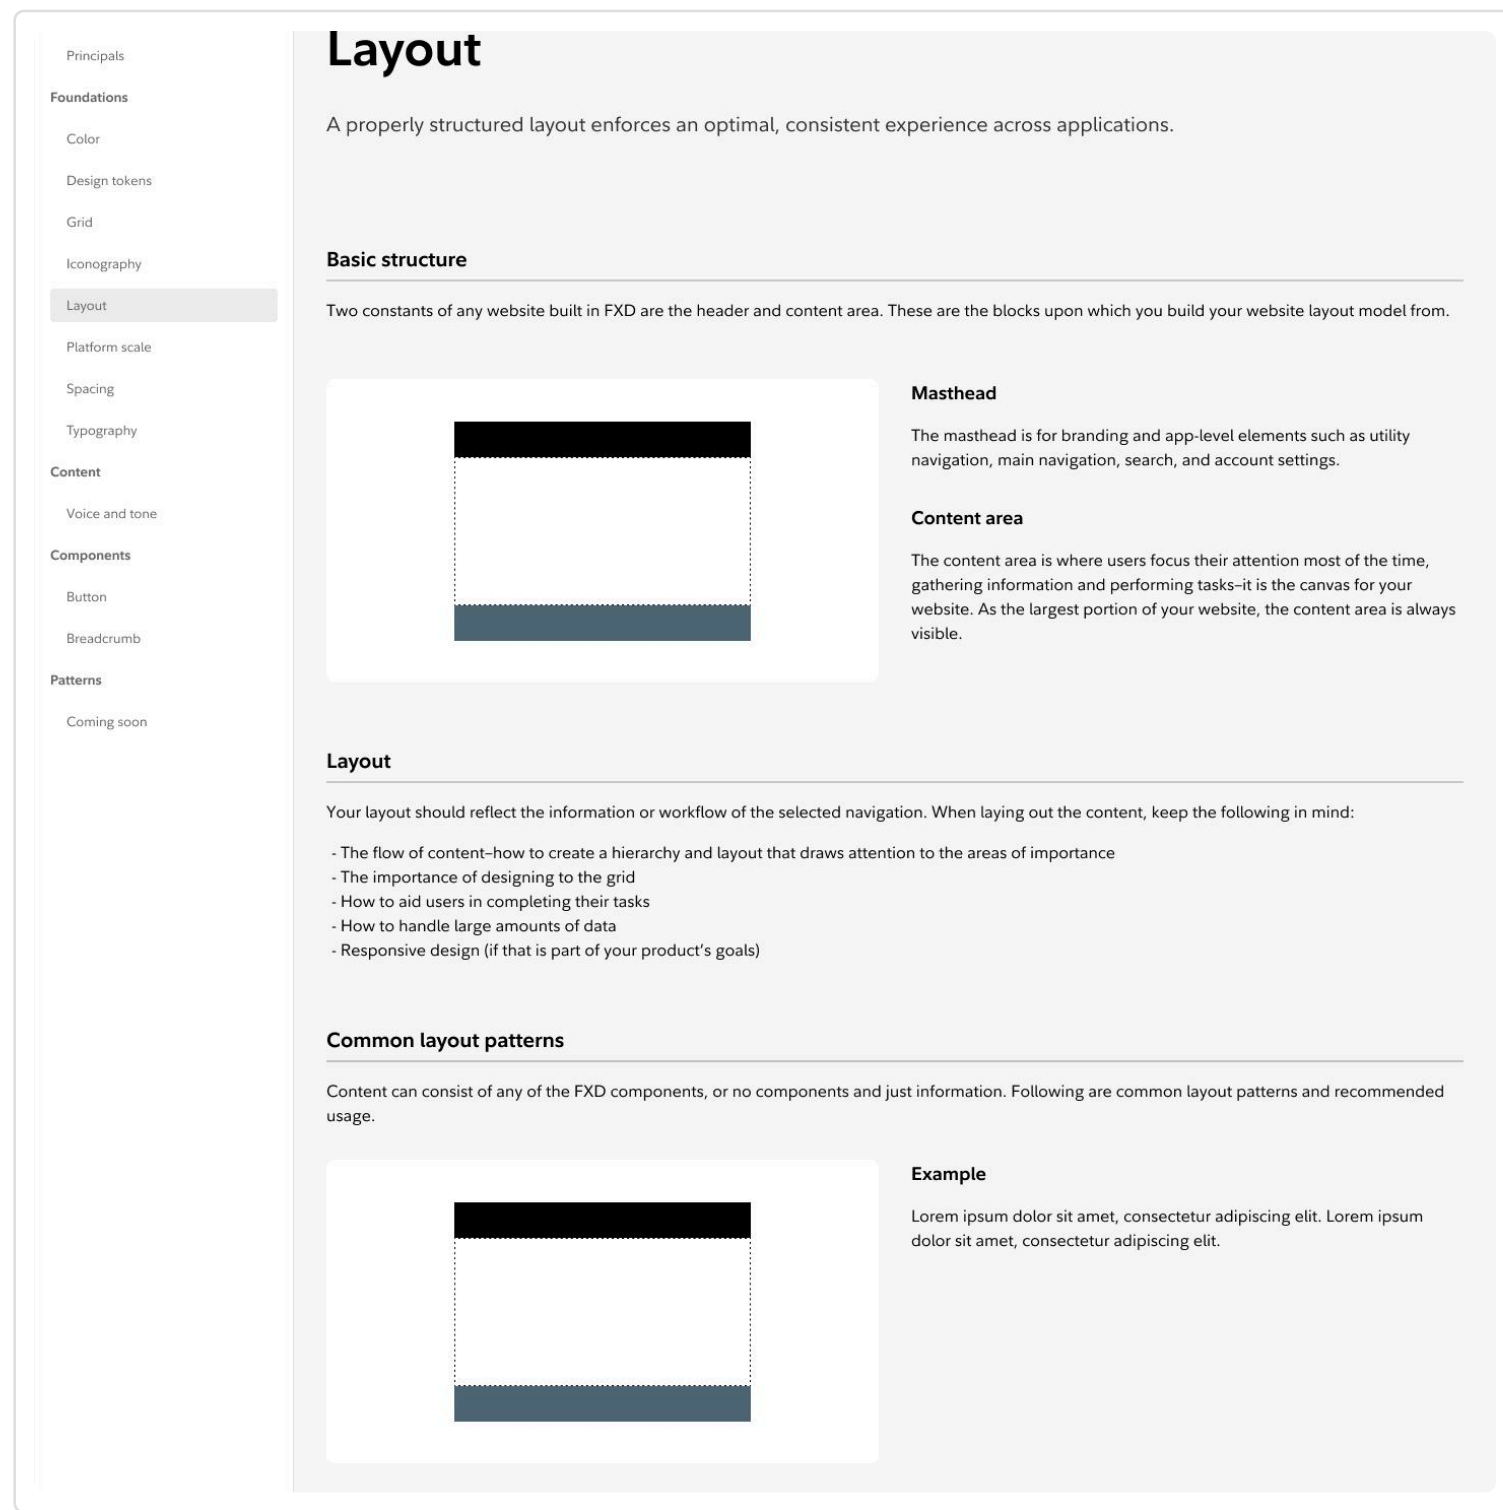 Principals
Foundations
Color
Design tokens
Grid
Iconography
Layout
Platform scale
Spacing
Typography
Content
Voice and tone
Components
Button
Breadcrumb
Patterns
Coming soon
Layout
A properly structured layout enforces an optimal, consistent experience across applications.
Basic structure
Two constants of any website built in FXD are the header and content area. These are the blocks upon which you build your website layout model from.
Masthead
The masthead is for branding and app-level elements such as utility
navigation, main navigation, search, and account settings.
Content area
The content area is where users focus their attention most of the time,
gathering information and performing tasks–it is the canvas for your
website. As the largest portion of your website, the content area is always
visible.
Layout
Your layout should reflect the information or workflow of the selected navigation. When laying out the content, keep the following in mind:
- The flow of content–how to create a hierarchy and layout that draws attention to the areas of importance
- The importance of designing to the grid
- How to aid users in completing their tasks
- How to handle large amounts of data
- Responsive design (if that is part of your product’s goals)
Common layout patterns
Content can consist of any of the FXD components, or no components and just information. Following are common layout patterns and recommended
usage.
Example
Lorem ipsum dolor sit amet, consectetur adipiscing elit. Lorem ipsum
dolor sit amet, consectetur adipiscing elit.